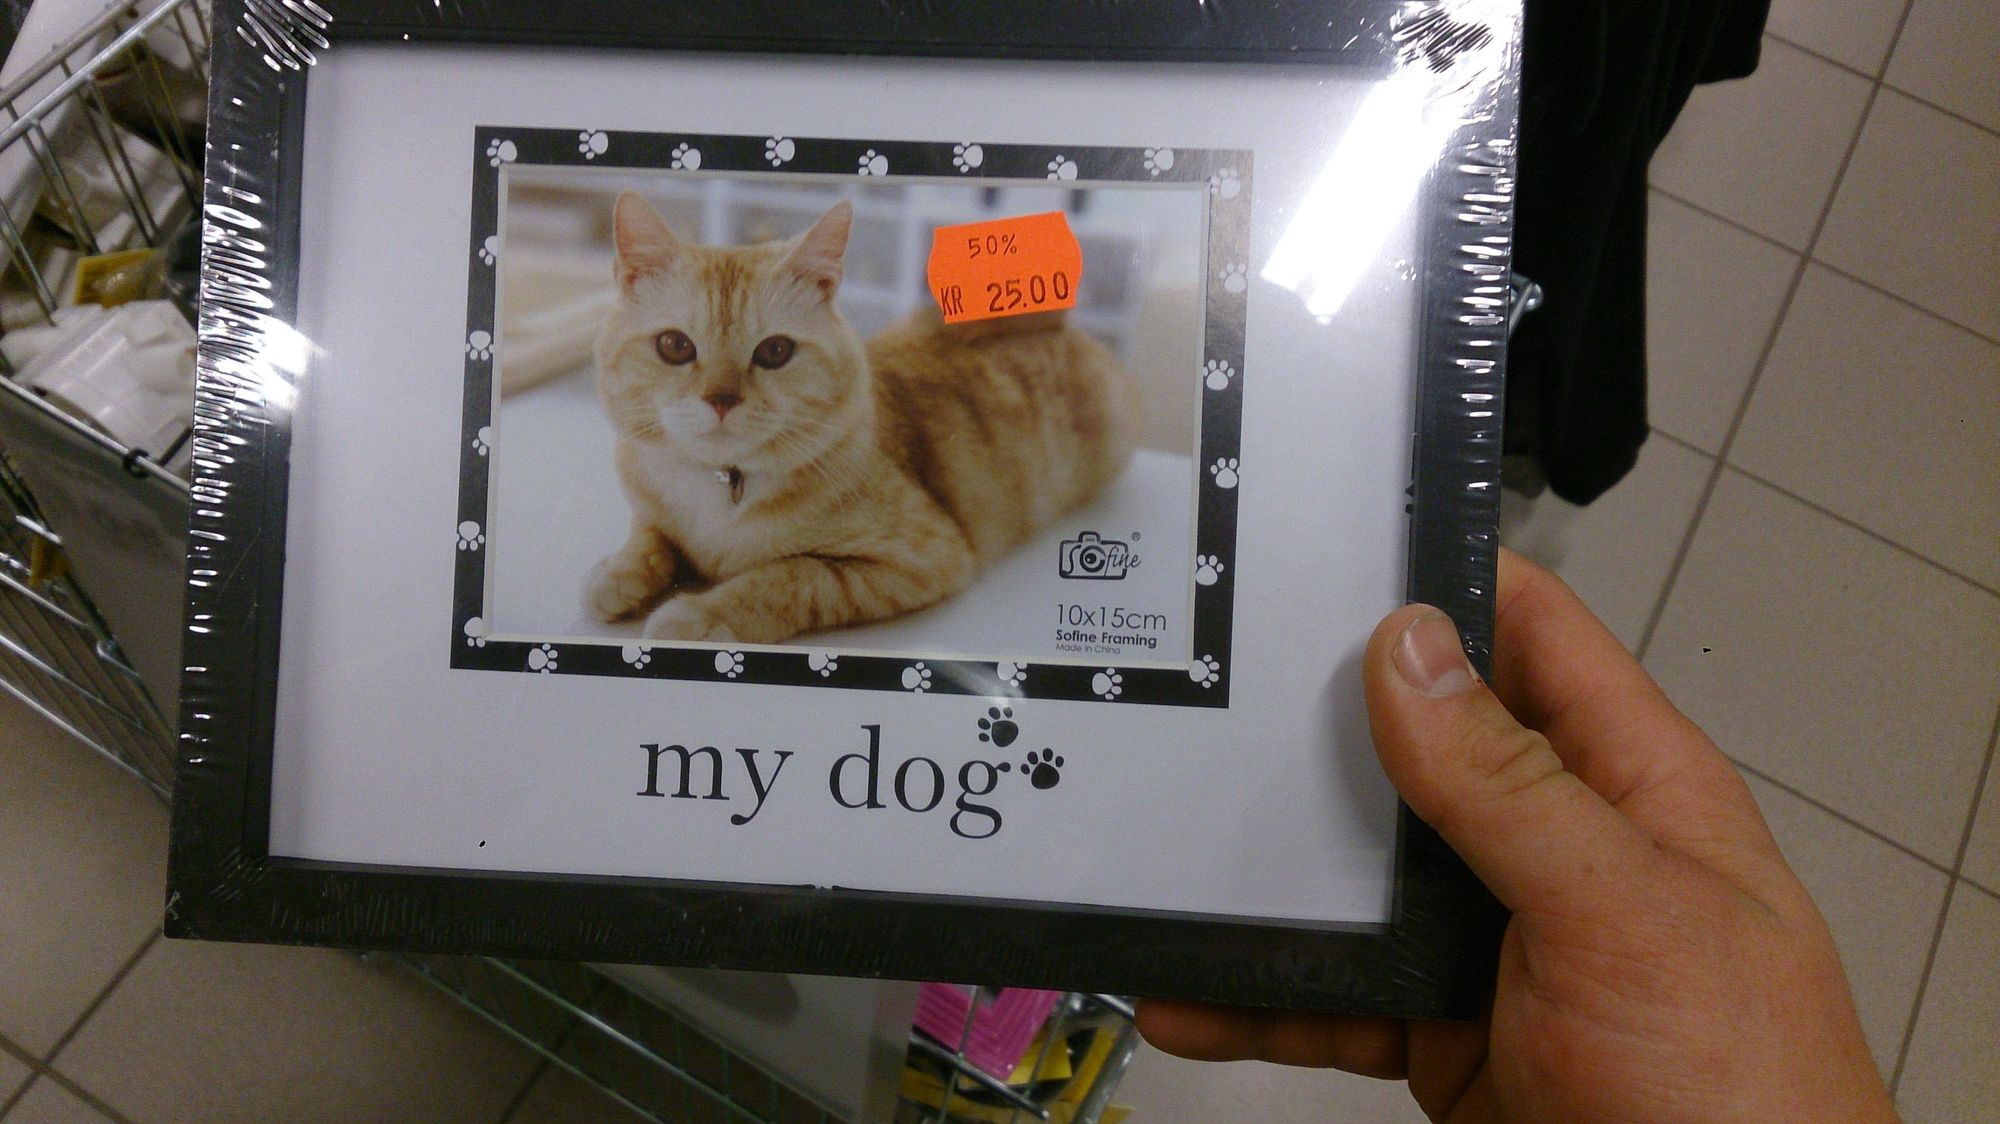 50%
KR 25.00
Sofine®
10x15cm
Sofine Framing
Made in China
my dog